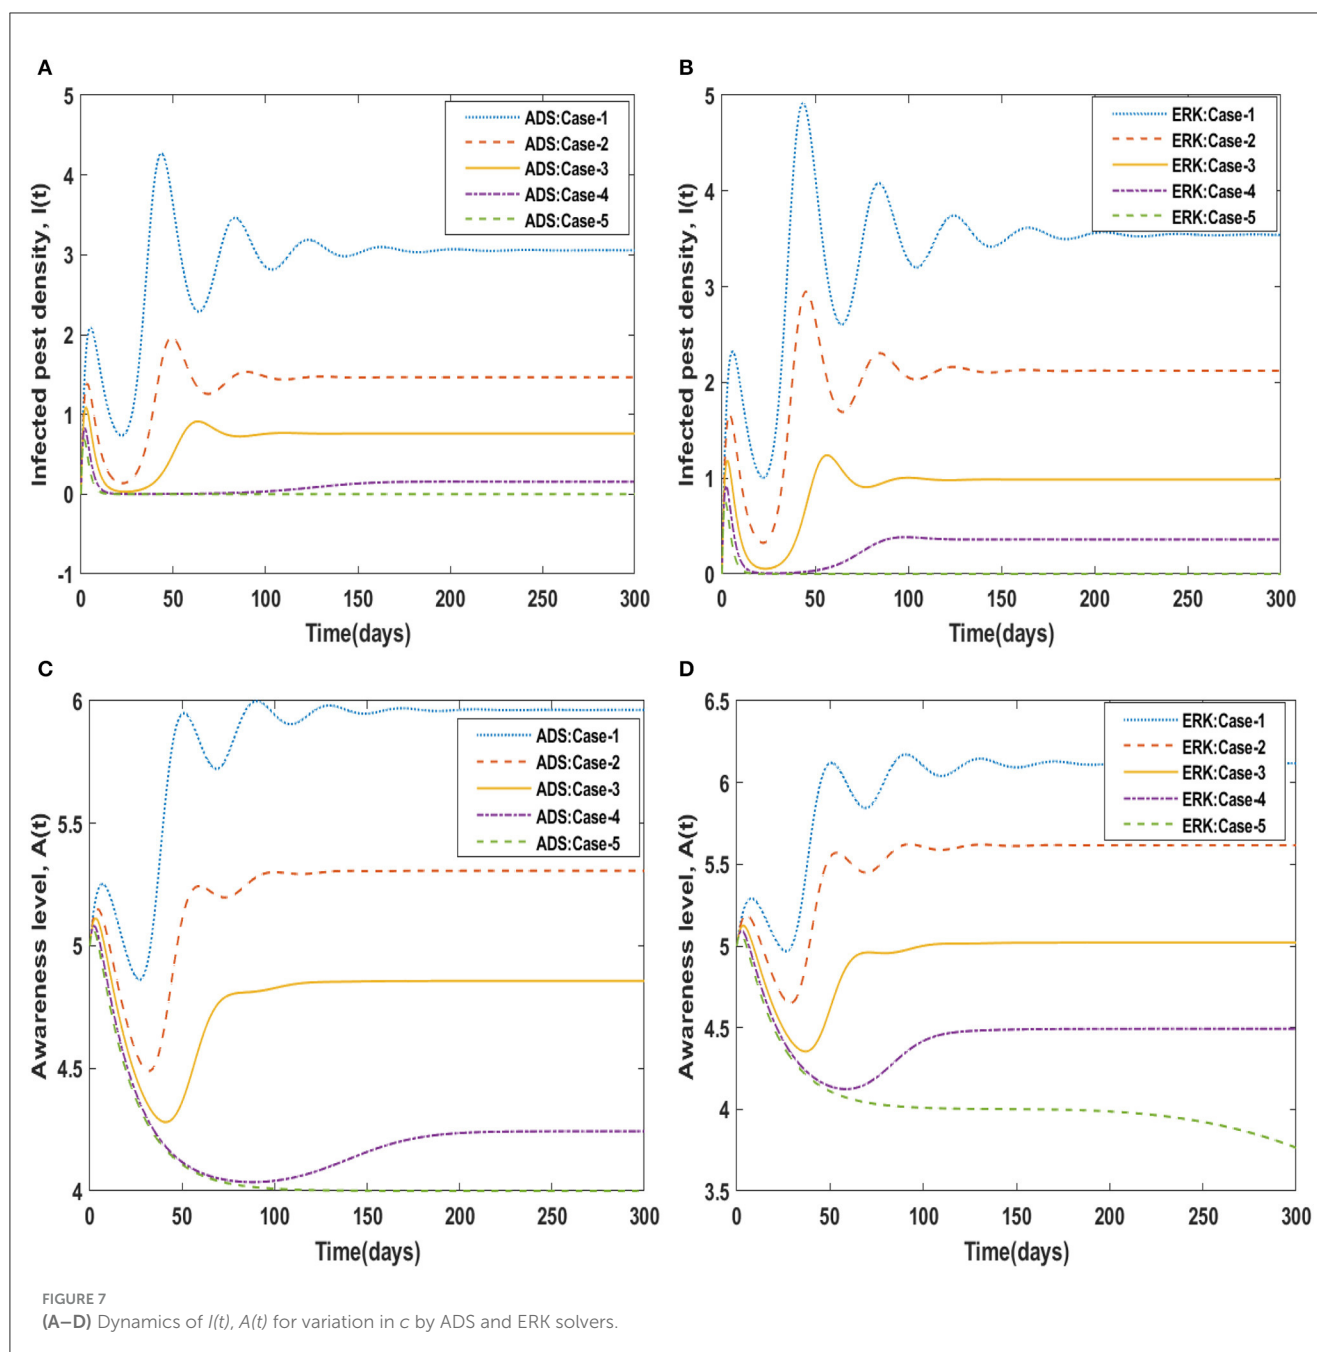 A
5
4
3
2
1
0
-1
0 50 100 150 200 250 300
Infected pest density, I(t)
Time(days)
ADS:Case-1
ADS:Case-2
ADS:Case-3
ADS:Case-4
ADS:Case-5
B
5
4
3
2
1
0
0 50 100 150 200 250 300
Infected pest density, I(t)
Time(days)
ERK:Case-1
ERK:Case-2
ERK:Case-3
ERK:Case-4
ERK:Case-5
C
6
5.5
5
4.5
4
0 50 100 150 200 250 300
Awareness level, A(t)
Time(days)
ADS:Case-1
ADS:Case-2
ADS:Case-3
ADS:Case-4
ADS:Case-5
D
6.5
6
5.5
5
4.5
4
3.5
0 50 100 150 200 250 300
Awareness level, A(t)
Time(days)
ERK:Case-1
ERK:Case-2
ERK:Case-3
ERK:Case-4
ERK:Case-5
FIGURE 7
(A–D) Dynamics of I(t), A(t) for variation in c by ADS and ERK solvers.